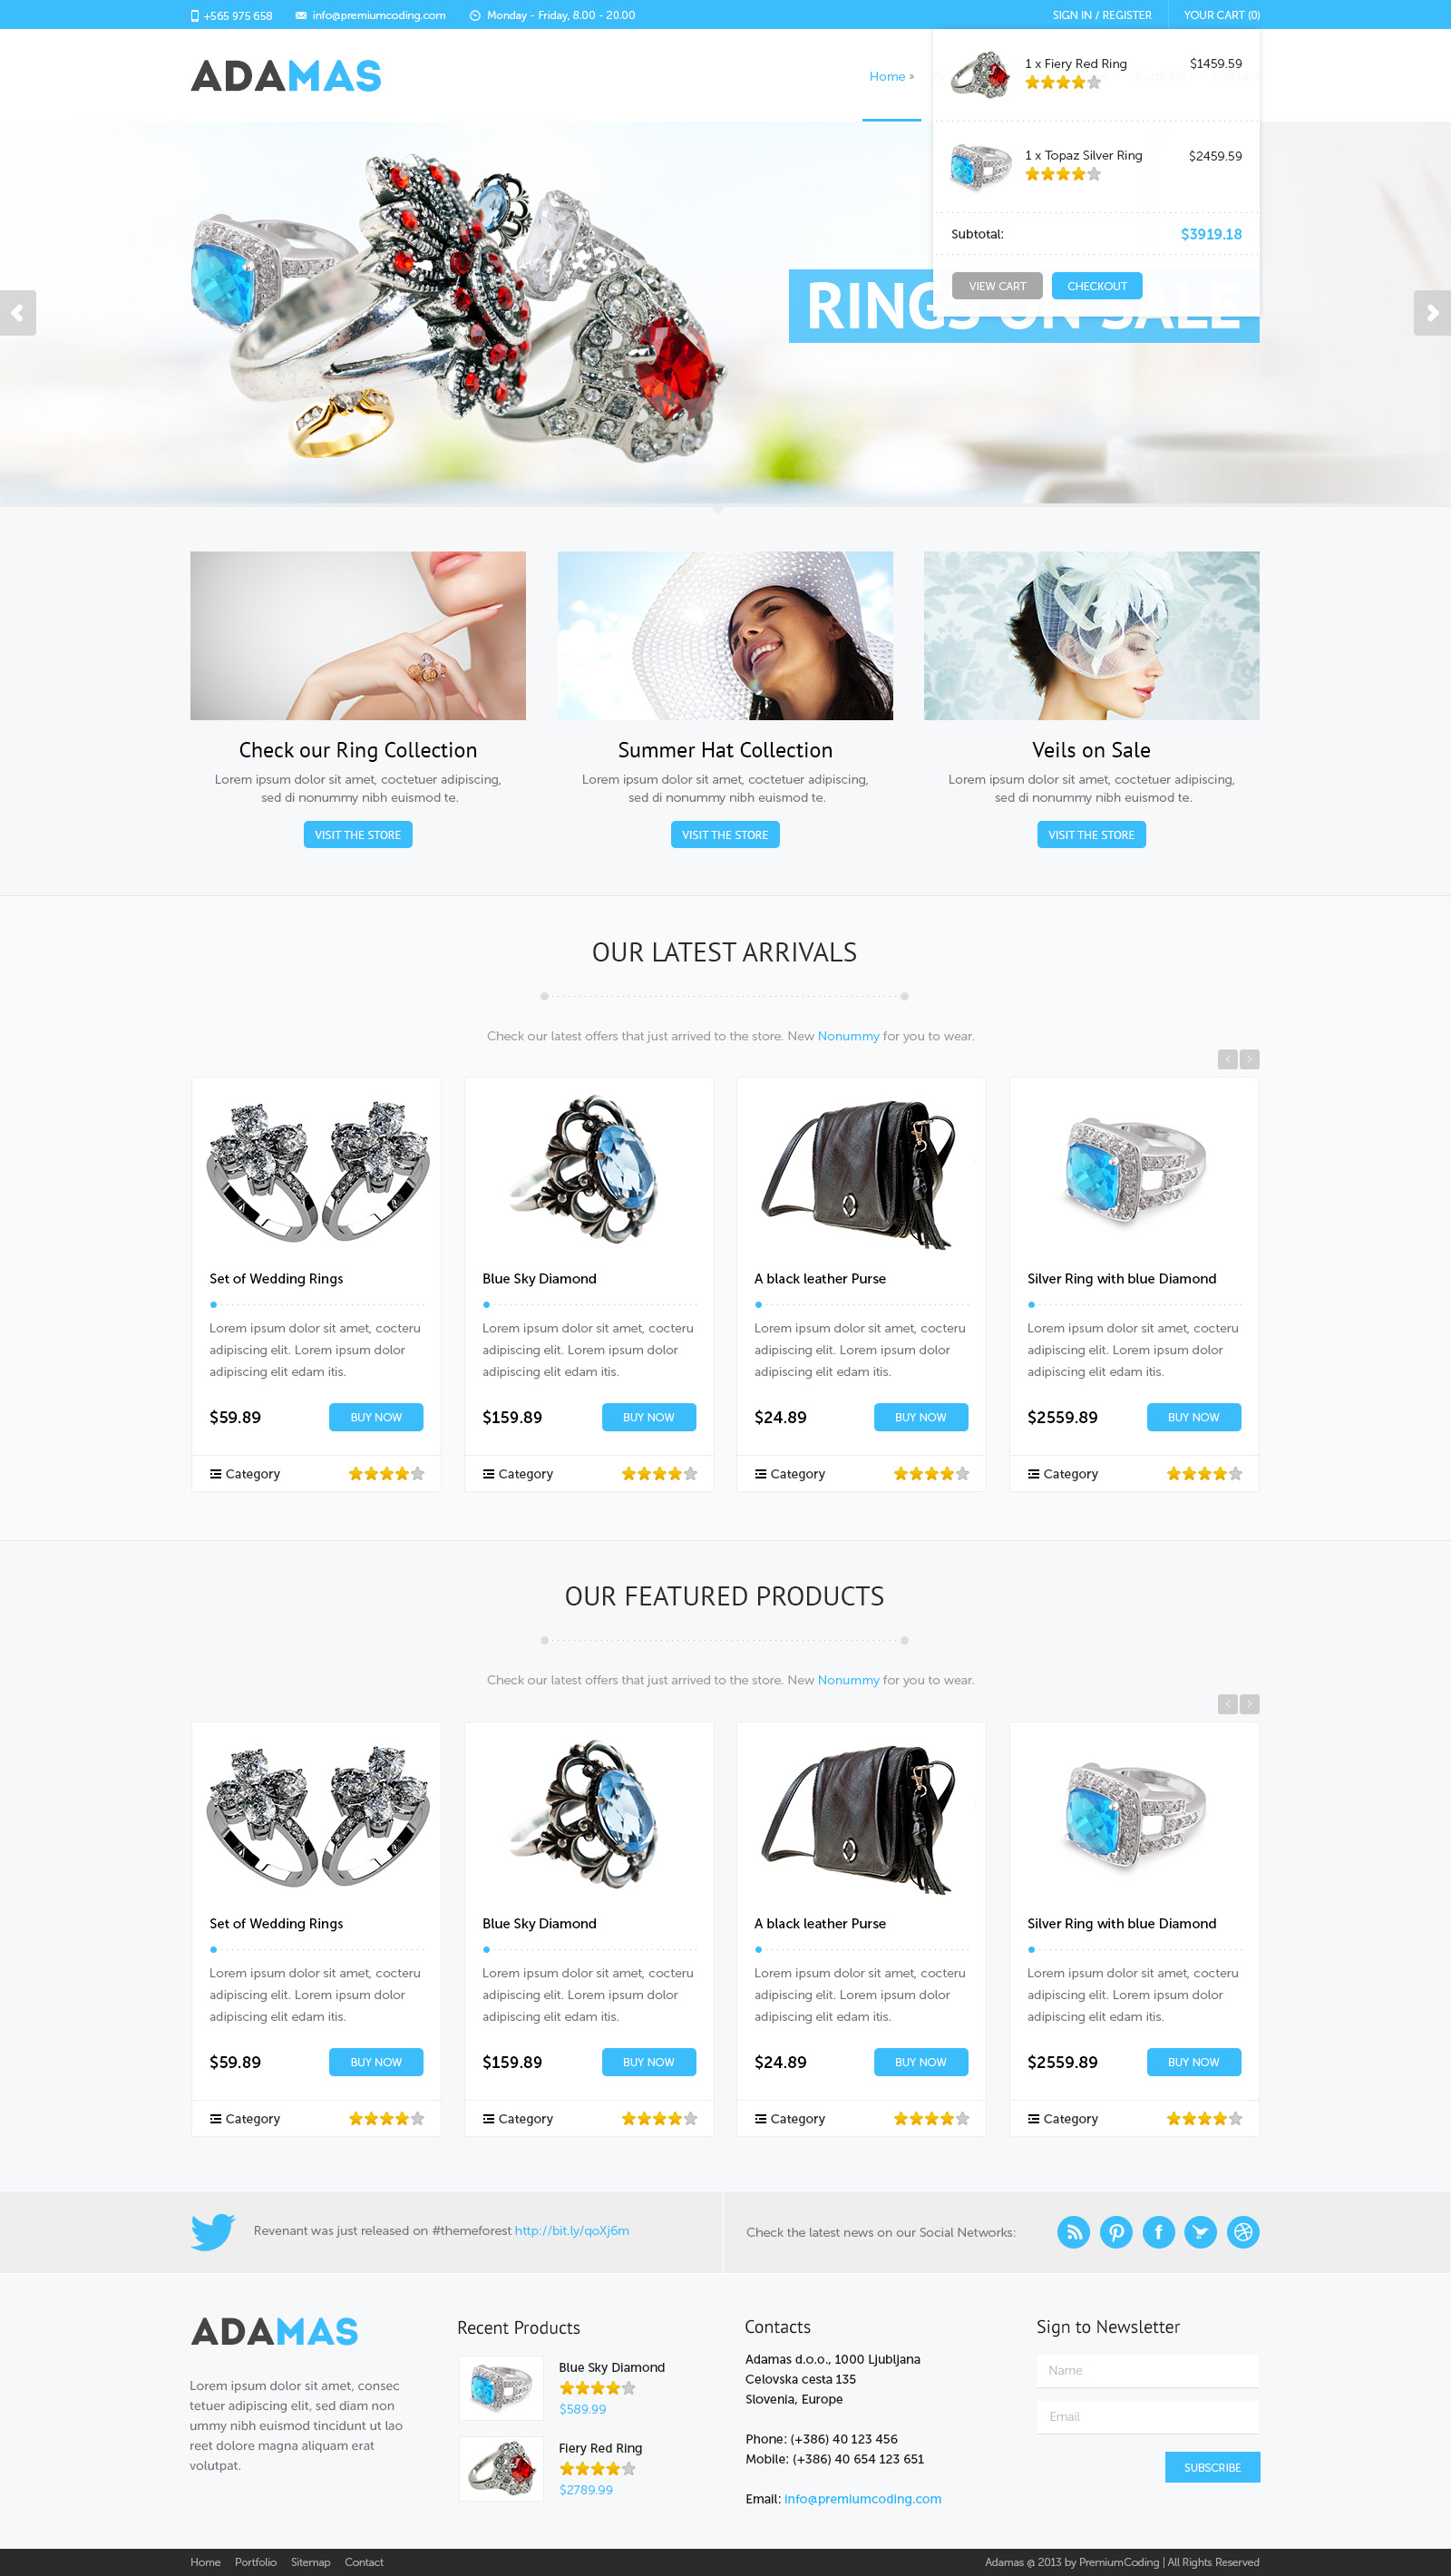 +565 975 658 info@premiumcoding.com Monday - Friday, 8.00 - 20.00 SIGN IN / REGISTER YOUR CART (0)
ADAMAS
Home »
1 x Fiery Red Ring $1459.59
1 x Topaz Silver Ring $2459.59
Subtotal: $3919.18
VIEW CART CHECKOUT
RINGS ON SALE
Check our Ring Collection
Lorem ipsum dolor sit amet, coctetuer adipiscing,
sed di nonummy nibh euismod te.
VISIT THE STORE
Summer Hat Collection
Lorem ipsum dolor sit amet, coctetuer adipiscing,
sed di nonummy nibh euismod te.
VISIT THE STORE
Veils on Sale
Lorem ipsum dolor sit amet, coctetuer adipiscing,
sed di nonummy nibh euismod te.
VISIT THE STORE
OUR LATEST ARRIVALS
Check our latest offers that just arrived to the store. New Nonummy for you to wear.
Set of Wedding Rings
Lorem ipsum dolor sit amet, cocteru
adipiscing elit. Lorem ipsum dolor
adipiscing elit edam itis.
$59.89 BUY NOW
Category
Blue Sky Diamond
Lorem ipsum dolor sit amet, cocteru
adipiscing elit. Lorem ipsum dolor
adipiscing elit edam itis.
$159.89 BUY NOW
Category
A black leather Purse
Lorem ipsum dolor sit amet, cocteru
adipiscing elit. Lorem ipsum dolor
adipiscing elit edam itis.
$24.89 BUY NOW
Category
Silver Ring with blue Diamond
Lorem ipsum dolor sit amet, cocteru
adipiscing elit. Lorem ipsum dolor
adipiscing elit edam itis.
$2559.89 BUY NOW
Category
OUR FEATURED PRODUCTS
Check our latest offers that just arrived to the store. New Nonummy for you to wear.
Set of Wedding Rings
Lorem ipsum dolor sit amet, cocteru
adipiscing elit. Lorem ipsum dolor
adipiscing elit edam itis.
$59.89 BUY NOW
Category
Blue Sky Diamond
Lorem ipsum dolor sit amet, cocteru
adipiscing elit. Lorem ipsum dolor
adipiscing elit edam itis.
$159.89 BUY NOW
Category
A black leather Purse
Lorem ipsum dolor sit amet, cocteru
adipiscing elit. Lorem ipsum dolor
adipiscing elit edam itis.
$24.89 BUY NOW
Category
Silver Ring with blue Diamond
Lorem ipsum dolor sit amet, cocteru
adipiscing elit. Lorem ipsum dolor
adipiscing elit edam itis.
$2559.89 BUY NOW
Category
Revenant was just released on #themeforest http://bit.ly/qoXj6m
Check the latest news on our Social Networks:
ADAMAS
Lorem ipsum dolor sit amet, consec
tetuer adipiscing elit, sed diam non
ummy nibh euismod tincidunt ut lao
reet dolore magna aliquam erat
volutpat.
Recent Products
Blue Sky Diamond
$589.99
Fiery Red Ring
$2789.99
Contacts
Adamas d.o.o., 1000 Ljubljana
Celovska cesta 135
Slovenia, Europe
Phone: (+386) 40 123 456
Mobile: (+386) 40 654 123 651
Email: info@premiumcoding.com
Sign to Newsletter
Name
Email
SUBSCRIBE
Home Portfolio Sitemap Contact
Adamas @ 2013 by PremiumCoding | All Rights Reserved